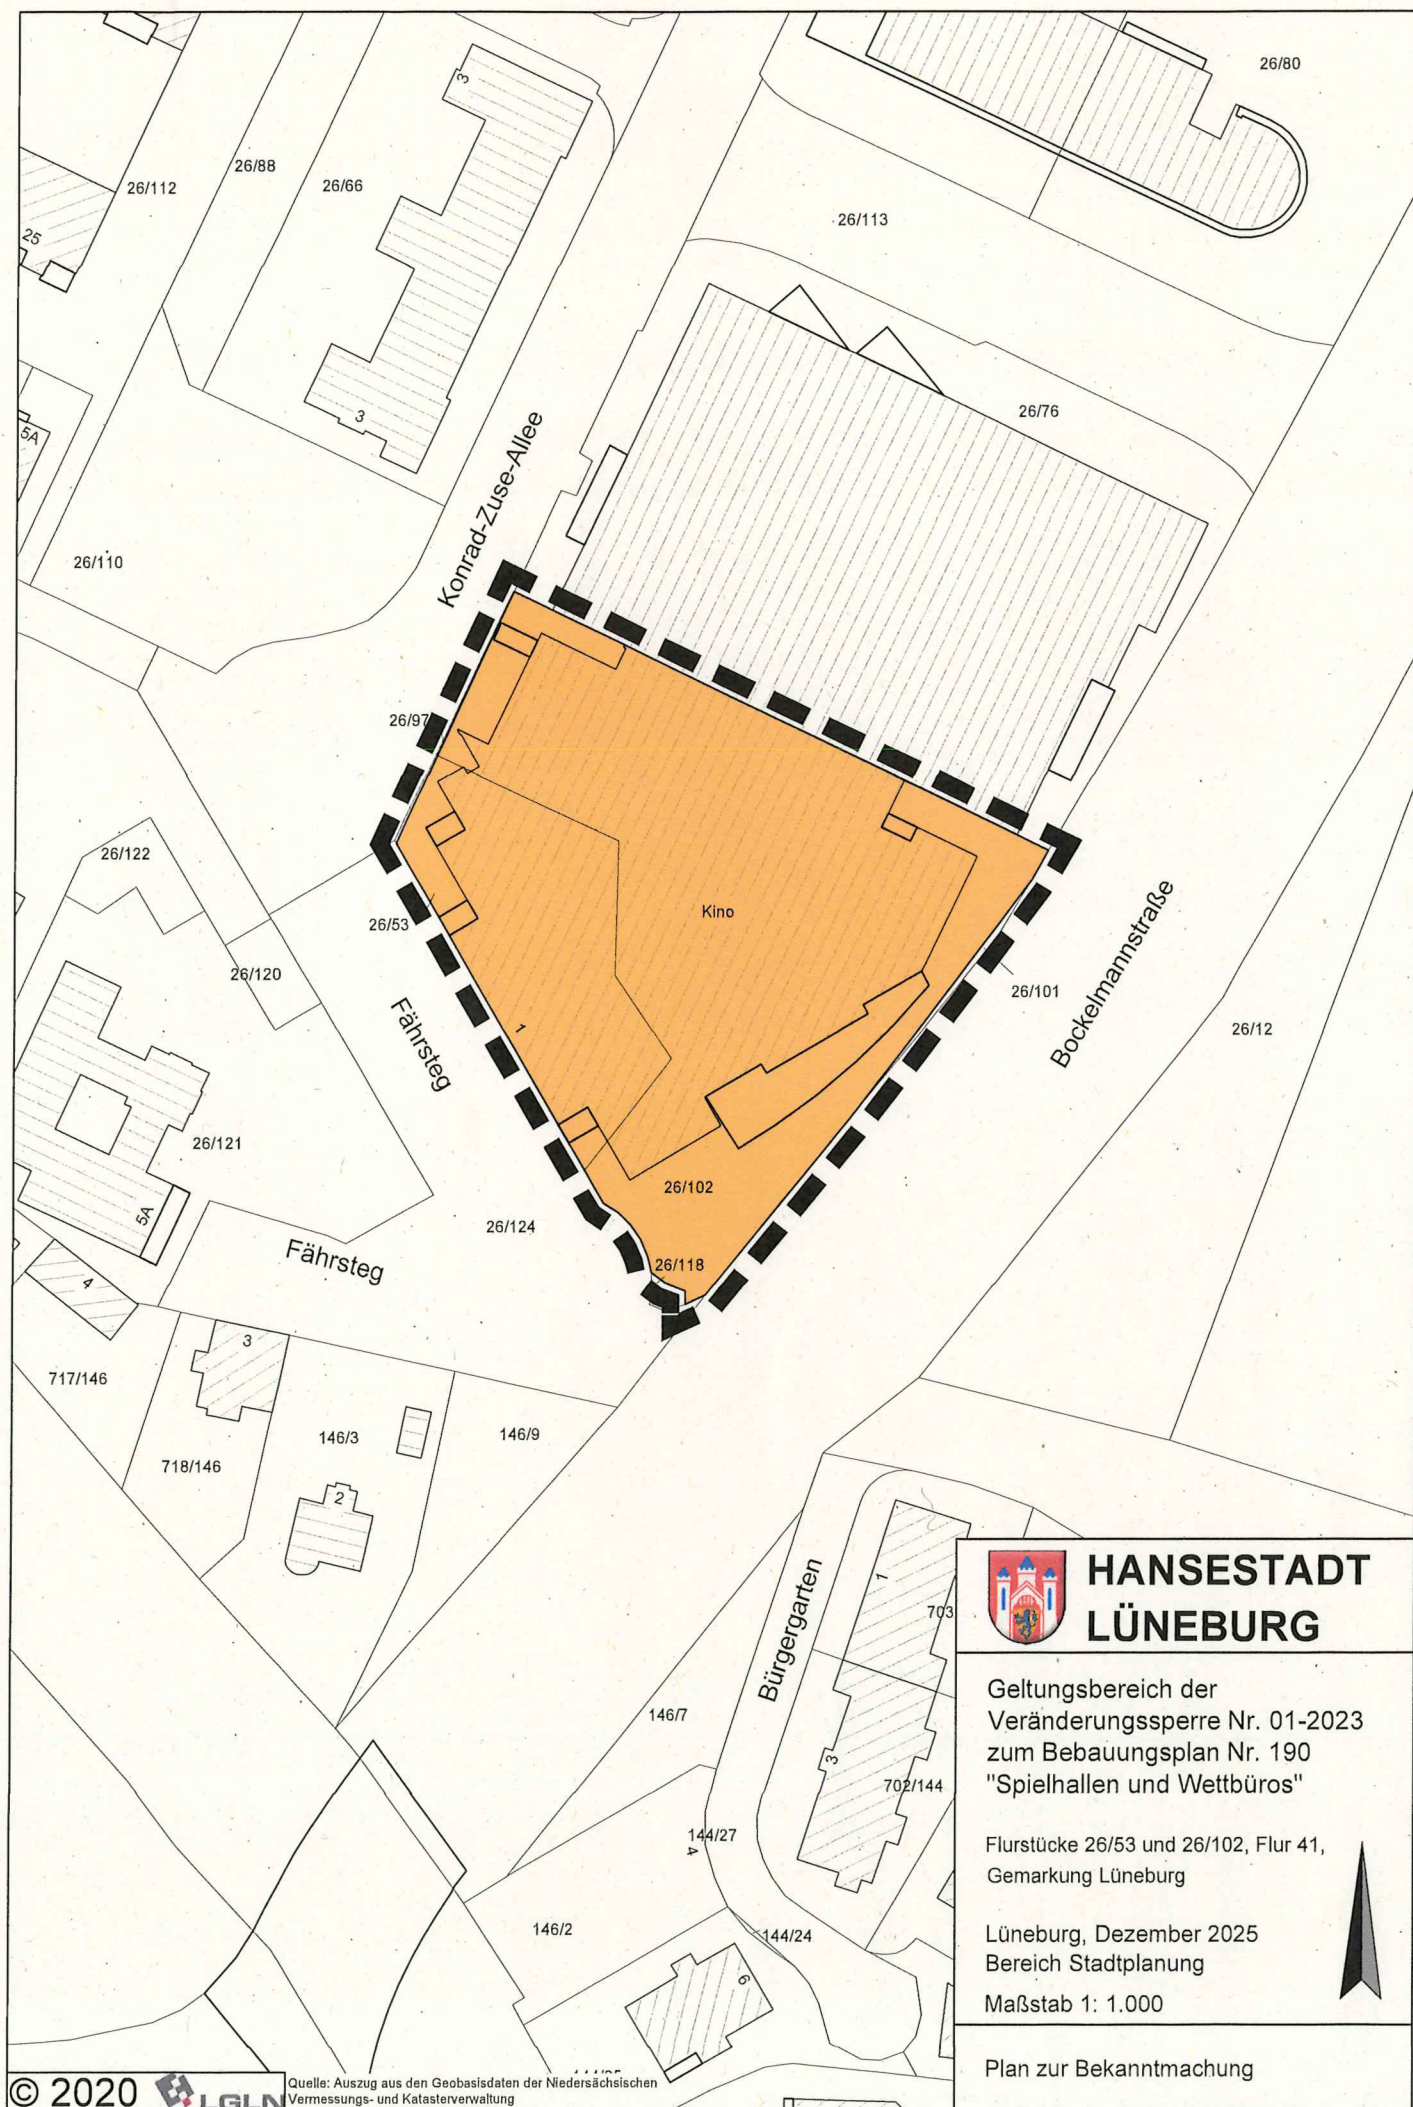 26/80
3
26/88
26/66
26/112
26/113
25
26/76
3
5A
Konrad-Zuse-Allee
26/110
26/97
26/122
Kino
26/53
26/120
26/101
Bockelmannstraße
26/12
1
Fährsteg
26/121
26/102
5A
26/124
Fährsteg
26/118
4
3
717/146
146/3
146/9
718/146
2
Bürgergarten
1
703
146/7
3
702/144
144/27
4
146/2
144/24
6
HANSESTADT
LÜNEBURG
Geltungsbereich der
Veränderungssperre Nr. 01-2023
zum Bebauungsplan Nr. 190
"Spielhallen und Wettbüros"
Flurstücke 26/53 und 26/102, Flur 41,
Gemarkung Lüneburg
Lüneburg, Dezember 2025
Bereich Stadtplanung
Maßstab 1: 1.000
Plan zur Bekanntmachung
© 2020 LGLN
Quelle: Auszug aus den Geobasisdaten der Niedersächsischen
Vermessungs- und Katasterverwaltung